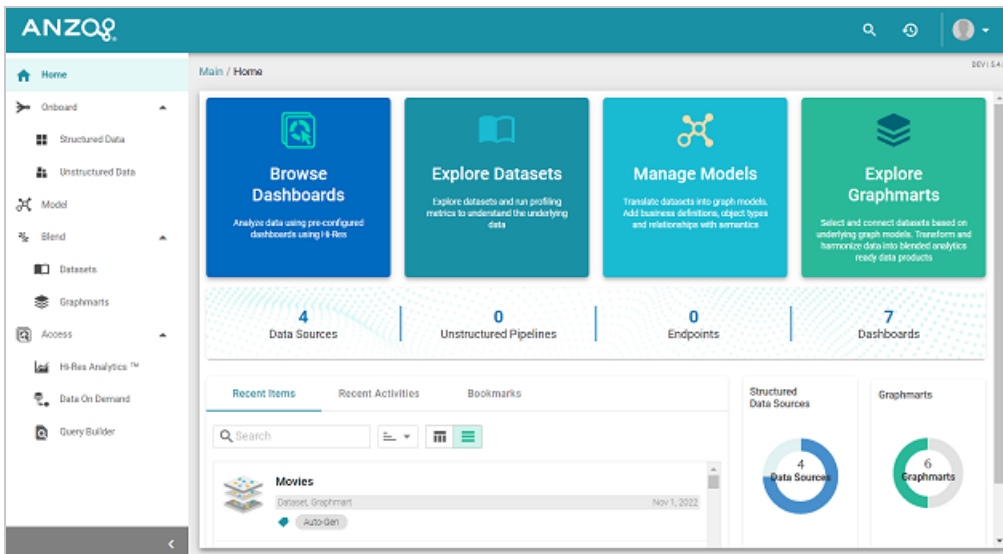 ANZO
Main / Home
DEV | 5.4
Home
Onboard
Structured Data
Unstructured Data
Model
Blend
Datasets
Graphmarts
Access
Hi-Res Analytics ™
Data On Demand
Query Builder
Browse
Dashboards
Analyze data using pre-configured
dashboards using Hi-Res
Explore Datasets
Explore datasets and run profiling
metrics to understand the underlying
data
Manage Models
Translate datasets into graph models.
Add business definitions, object types
and relationships with semantics
Explore
Graphmarts
Select and connect datasets based on
underlying graph models. Transform and
harmonize data into blended analytics
ready data products
4
Data Sources
0
Unstructured Pipelines
0
Endpoints
7
Dashboards
Recent Items Recent Activities Bookmarks
Search
Movies
Dataset, Graphmart Nov 1, 2022
Auto-Gen
Structured
Data Sources
4
Data Sources
Graphmarts
6
Graphmarts